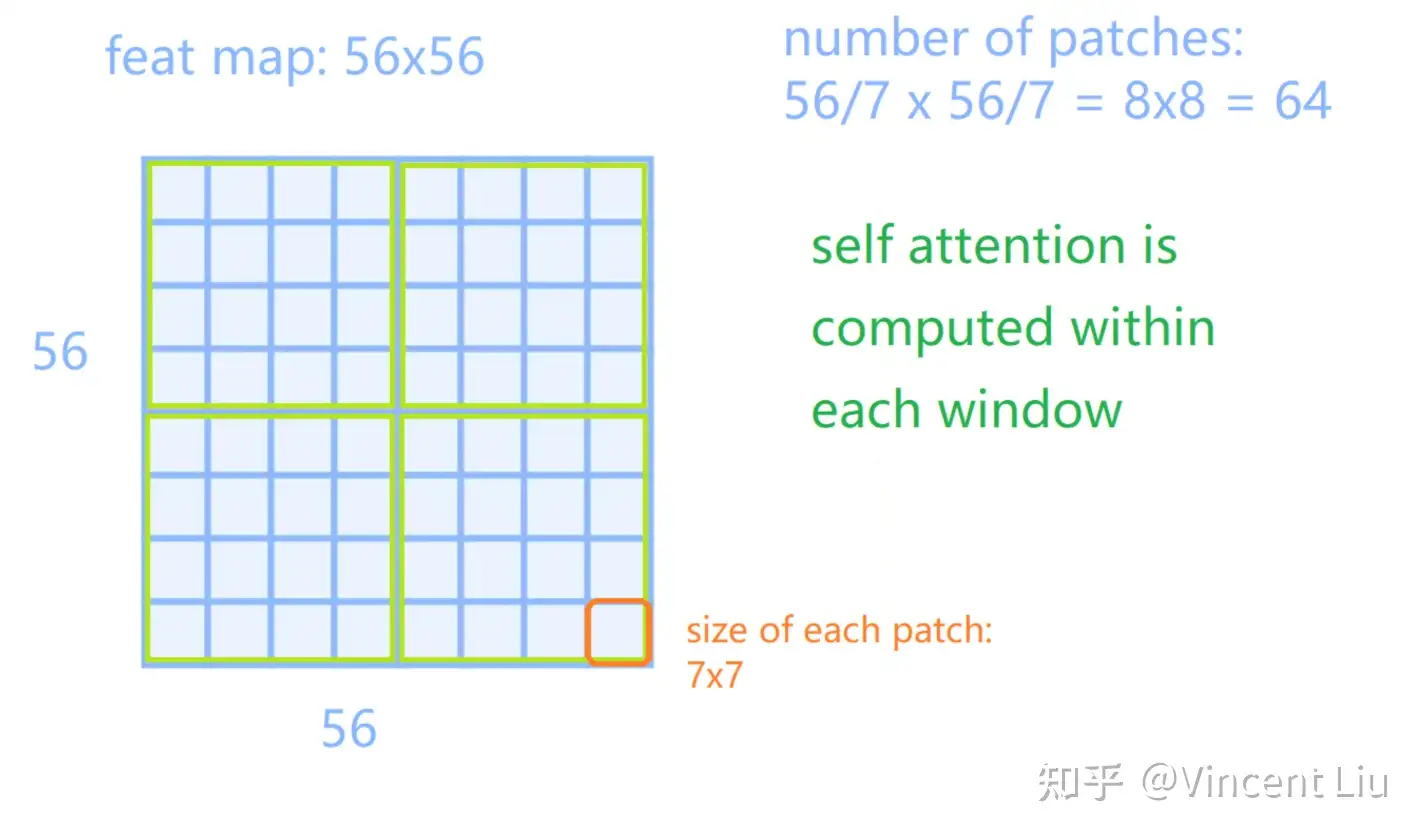 feat map: 56x56
number of patches:
56/7 x 56/7 = 8x8 = 64
self attention is
computed within
each window
56
size of each patch:
7x7
56
知乎 @Vincent Liu